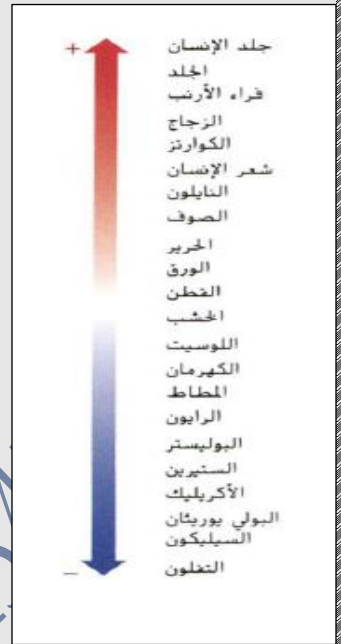 +
جلد الإنسان
الجلد
فراء الأرنب
الزجاج
الكوارتز
شعر الإنسان
النايلون
الصوف
الحرير
الورق
القطن
الخشب
اللوسيت
الكهرمان
المطاط
الرايون
البوليستر
الستيرين
الأكريليك
البولي يوريثان
السيليكون
التفلون
−